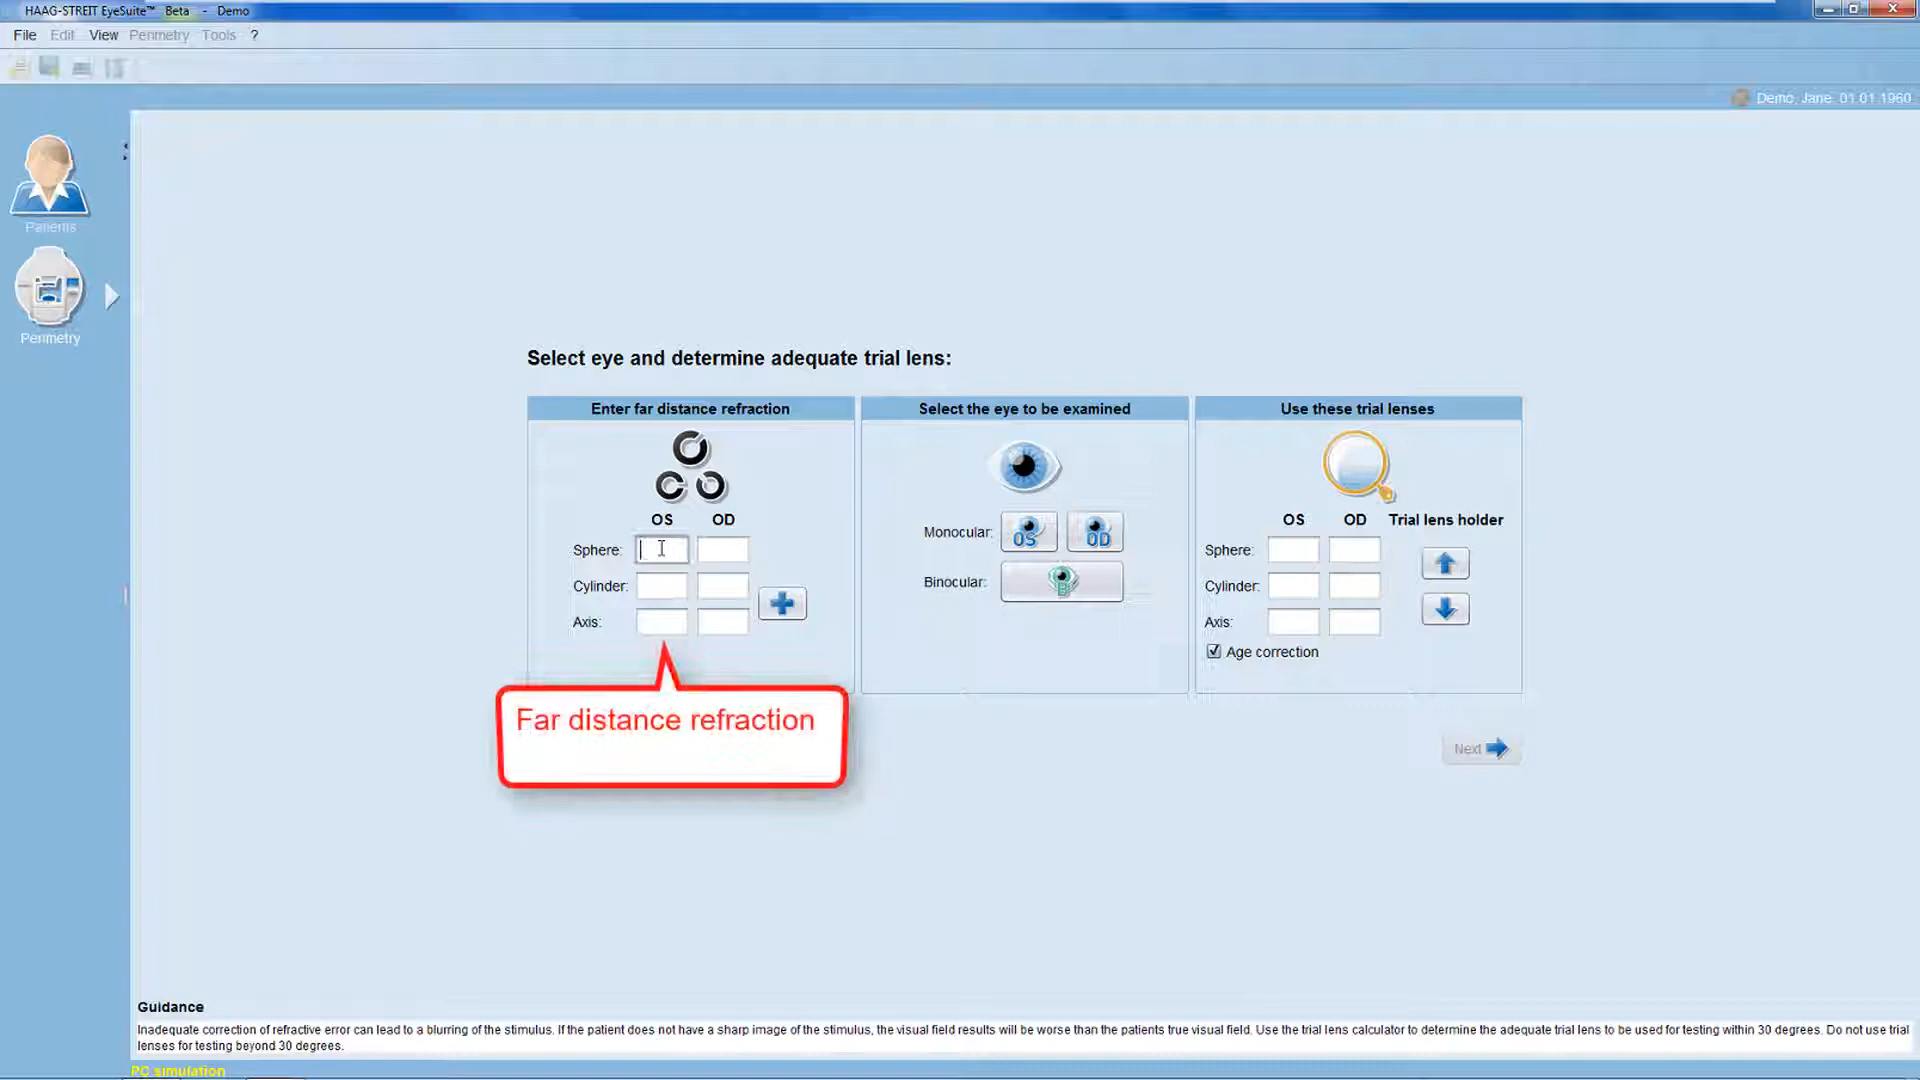 HAAG-STREIT EyeSuite™ Beta - Demo
File Edit View Perimetry Tools ?
Demo, Jane, 01.01.1960
Patients
Perimetry
Select eye and determine adequate trial lens:
Enter far distance refraction
OS OD
Sphere:
Cylinder:
Axis:
Far distance refraction
Select the eye to be examined
Monocular: OS OD
Binocular: B
Use these trial lenses
OS OD Trial lens holder
Sphere:
Cylinder:
Axis:
Age correction
Next
Guidance
Inadequate correction of refractive error can lead to a blurring of the stimulus. If the patient does not have a sharp image of the stimulus, the visual field results will be worse than the patients true visual field. Use the trial lens calculator to determine the adequate trial lens to be used for testing within 30 degrees. Do not use trial
lenses for testing beyond 30 degrees.
PC simulation